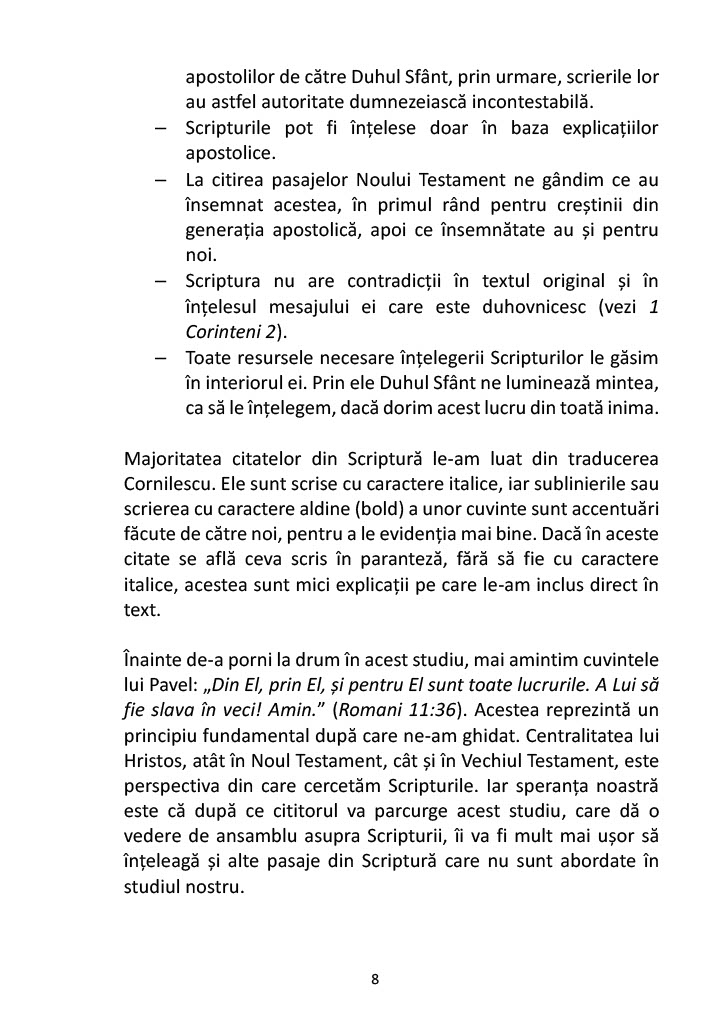 apostolilor de către Duhul Sfânt, prin urmare, scrierile lor
au astfel autoritate dumnezeiască incontestabilă.
– Scripturile pot fi înțelese doar în baza explicațiilor
apostolice.
– La citirea pasajelor Noului Testament ne gândim ce au
însemnat acestea, în primul rând pentru creștinii din
generația apostolică, apoi ce însemnătate au și pentru
noi.
– Scriptura nu are contradicții în textul original și în
înțelesul mesajului ei care este duhovnicesc (vezi 1
Corinteni 2).
– Toate resursele necesare înțelegerii Scripturilor le găsim
în interiorul ei. Prin ele Duhul Sfânt ne luminează mintea,
ca să le înțelegem, dacă dorim acest lucru din toată inima.
Majoritatea citatelor din Scriptură le-am luat din traducerea
Cornilescu. Ele sunt scrise cu caractere italice, iar sublinierile sau
scrierea cu caractere aldine (bold) a unor cuvinte sunt accentuări
făcute de către noi, pentru a le evidenția mai bine. Dacă în aceste
citate se află ceva scris în paranteză, fără să fie cu caractere
italice, acestea sunt mici explicații pe care le-am inclus direct în
text.
Înainte de-a porni la drum în acest studiu, mai amintim cuvintele
lui Pavel: „Din El, prin El, și pentru El sunt toate lucrurile. A Lui să
fie slava în veci! Amin.” (Romani 11:36). Acestea reprezintă un
principiu fundamental după care ne-am ghidat. Centralitatea lui
Hristos, atât în Noul Testament, cât și în Vechiul Testament, este
perspectiva din care cercetăm Scripturile. Iar speranța noastră
este că după ce cititorul va parcurge acest studiu, care dă o
vedere de ansamblu asupra Scripturii, îi va fi mult mai ușor să
înțeleagă și alte pasaje din Scriptură care nu sunt abordate în
studiul nostru.
8